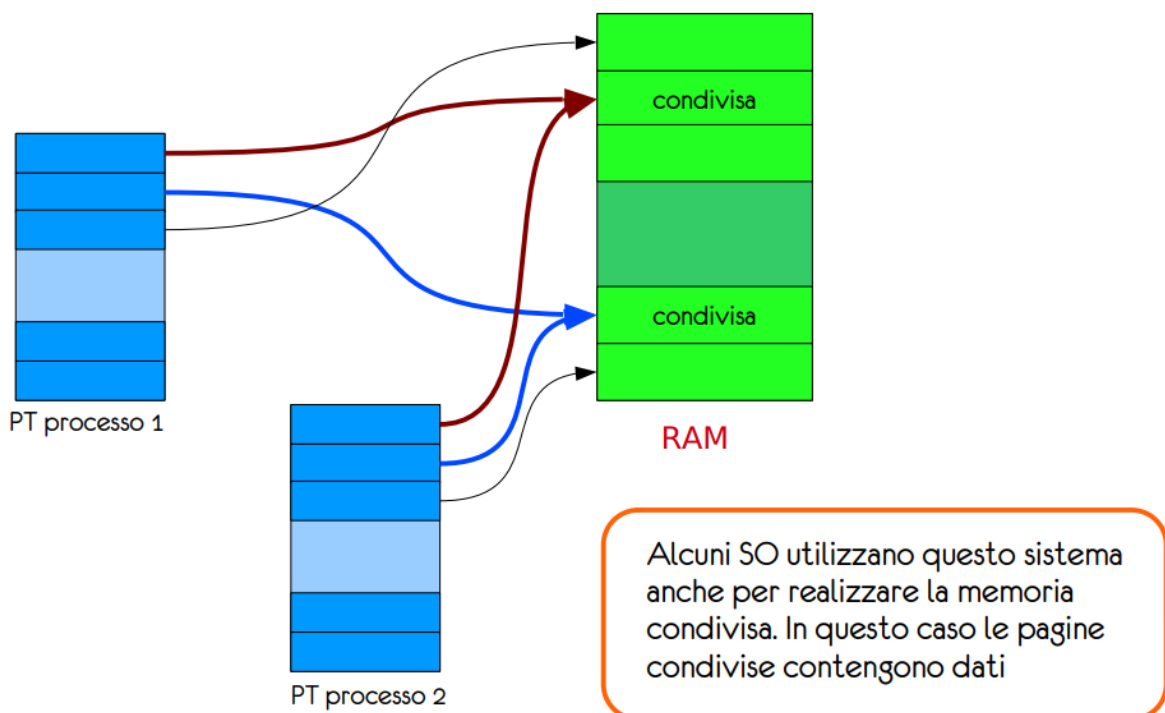 condivisa
condivisa
PT processo 1
RAM
PT processo 2
Alcuni SO utilizzano questo sistema
anche per realizzare la memoria
condivisa. In questo caso le pagine
condivise contengono dati